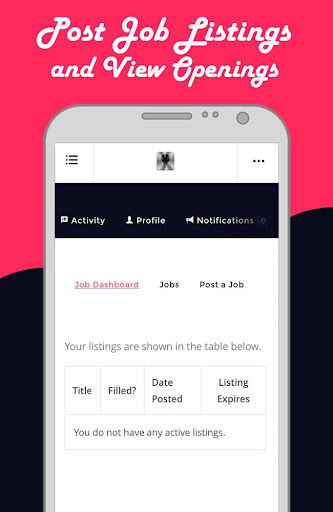 Post Job Listings
and View Openings
Activity Profile Notifications 0
Job Dashboard Jobs Post a Job
Your listings are shown in the table below.
Title Filled? Date Posted Listing Expires
You do not have any active listings.